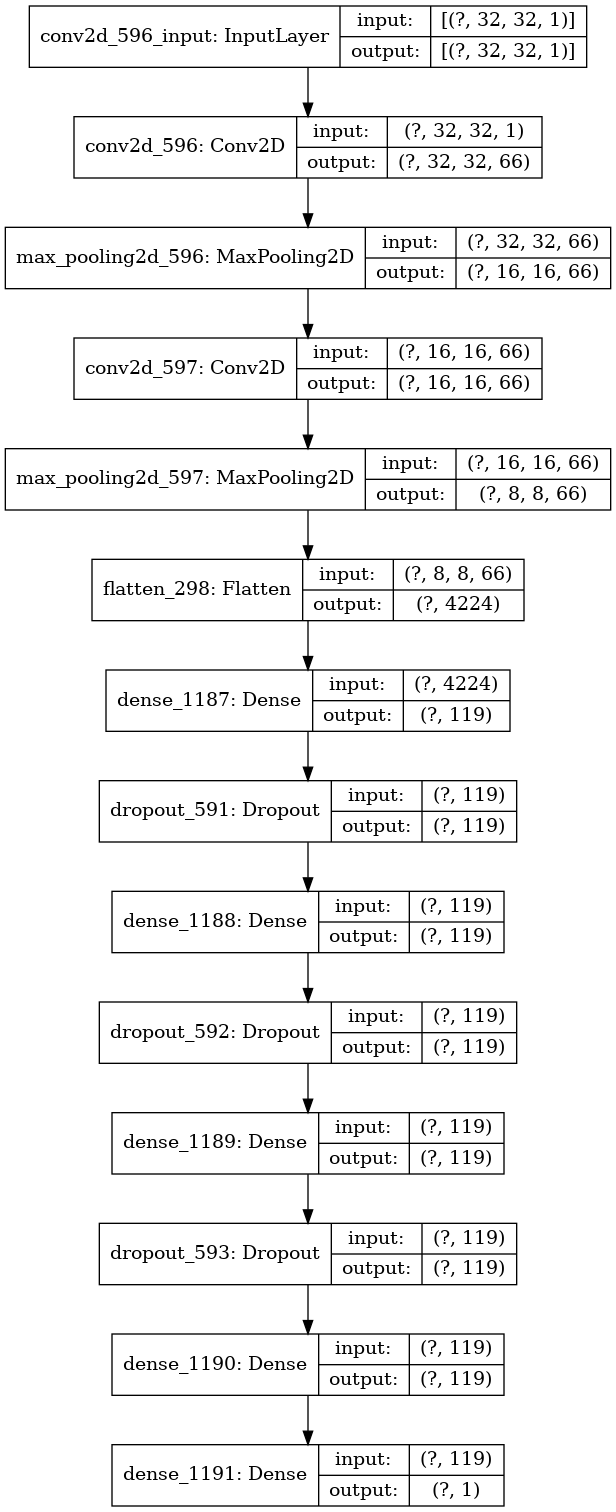 conv2d_596_input: InputLayer
input: [(?, 32, 32, 1)]
output: [(?, 32, 32, 1)]
conv2d_596: Conv2D
input: (?, 32, 32, 1)
output: (?, 32, 32, 66)
max_pooling2d_596: MaxPooling2D
input: (?, 32, 32, 66)
output: (?, 16, 16, 66)
conv2d_597: Conv2D
input: (?, 16, 16, 66)
output: (?, 16, 16, 66)
max_pooling2d_597: MaxPooling2D
input: (?, 16, 16, 66)
output: (?, 8, 8, 66)
flatten_298: Flatten
input: (?, 8, 8, 66)
output: (?, 4224)
dense_1187: Dense
input: (?, 4224)
output: (?, 119)
dropout_591: Dropout
input: (?, 119)
output: (?, 119)
dense_1188: Dense
input: (?, 119)
output: (?, 119)
dropout_592: Dropout
input: (?, 119)
output: (?, 119)
dense_1189: Dense
input: (?, 119)
output: (?, 119)
dropout_593: Dropout
input: (?, 119)
output: (?, 119)
dense_1190: Dense
input: (?, 119)
output: (?, 119)
dense_1191: Dense
input: (?, 119)
output: (?, 1)